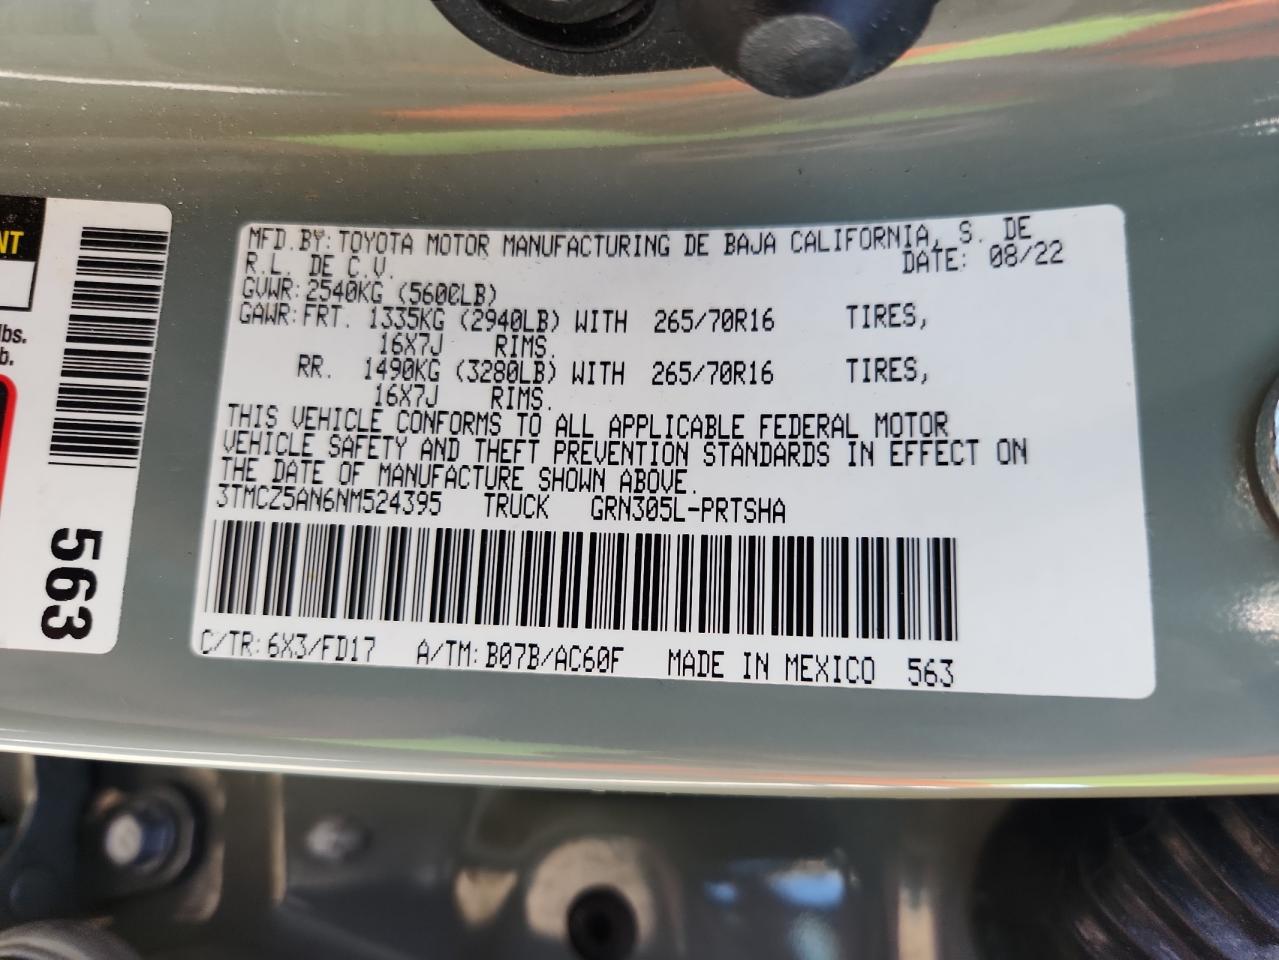 NT
lbs.
b.
563
MFD.BY: TOYOTA MOTOR MANUFACTURING DE BAJA CALIFORNIA, S. DE
R.L. DE C.V. DATE: 08/22
GVWR: 2540KG (5600LB)
GAWR: FRT. 1335KG (2940LB) WITH 265/70R16 TIRES,
16X7J RIMS.
RR. 1490KG (3280LB) WITH 265/70R16 TIRES,
16X7J RIMS.
THIS VEHICLE CONFORMS TO ALL APPLICABLE FEDERAL MOTOR
VEHICLE SAFETY AND THEFT PREVENTION STANDARDS IN EFFECT ON
THE DATE OF MANUFACTURE SHOWN ABOVE.
3TMCZ5AN6NM524395 TRUCK GRN305L-PRTSHA
C/TR: 6X3/FD17 A/TM: B07B/AC60F MADE IN MEXICO 563